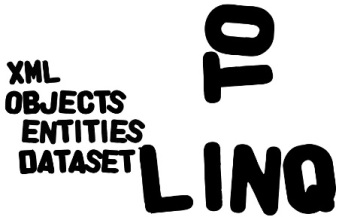 TO
XML
OBJECTS
ENTITIES
DATASET
LINQ